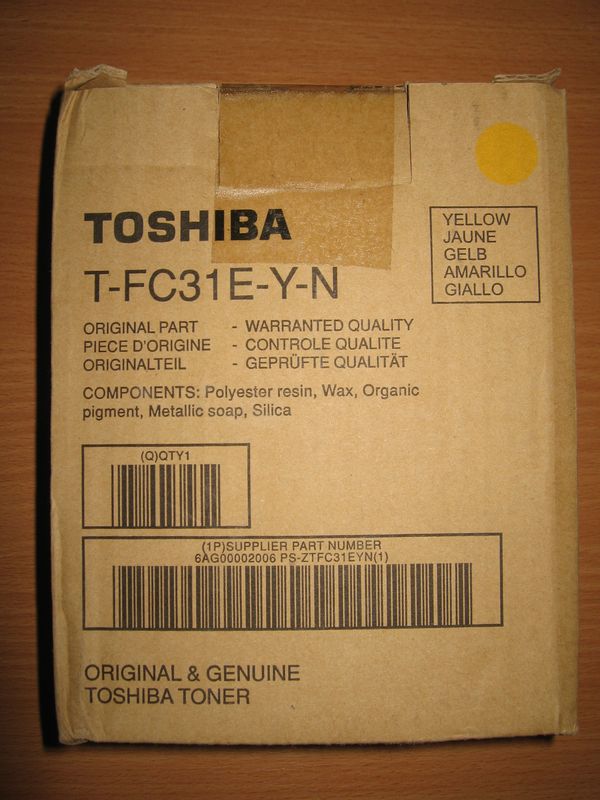 TOSHIBA
T-FC31E-Y-N
YELLOW
JAUNE
GELB
AMARILLO
GIALLO
ORIGINAL PART - WARRANTED QUALITY
PIECE D'ORIGINE - CONTROLE QUALITE
ORIGINALTEIL - GEPRÜFTE QUALITÄT
COMPONENTS: Polyester resin, Wax, Organic
pigment, Metallic soap, Silica
(Q)QTY1
(1P)SUPPLIER PART NUMBER
6AG00002006 PS-ZTFC31EYN(1)
ORIGINAL & GENUINE
TOSHIBA TONER